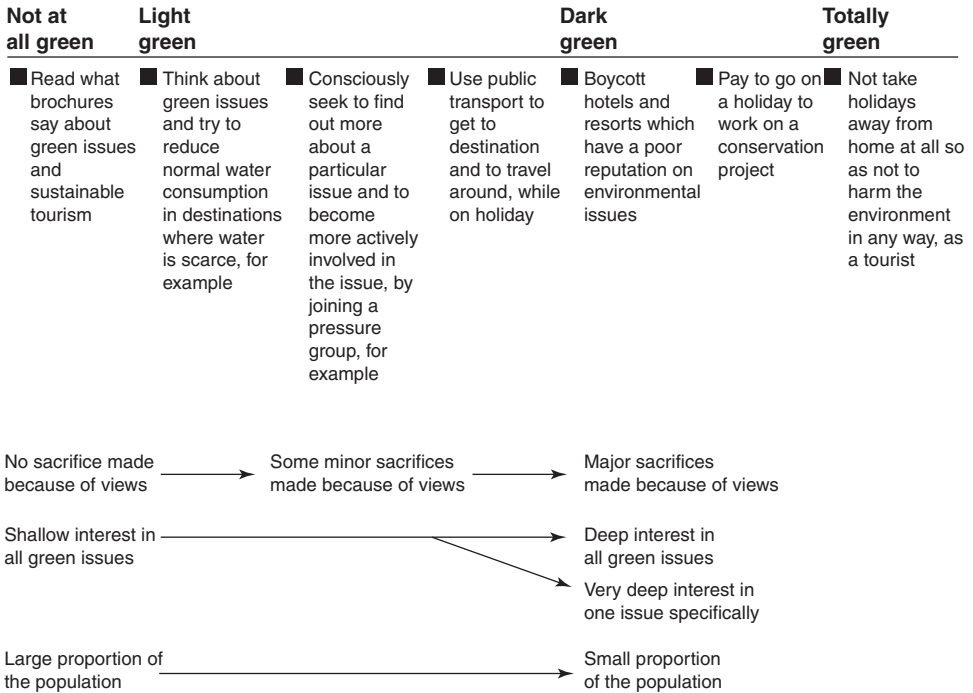 Not at
all green
Light
green
Dark
green
Totally
green
Read what
brochures
say about
green issues
and
sustainable
tourism
Think about
green issues
and try to
reduce
normal water
consumption
in destinations
where water
is scarce, for
example
Consciously
seek to find
out more
about a
particular
issue and to
become
more actively
involved in
the issue, by
joining a
pressure
group, for
example
Use public
transport to
get to
destination
and to travel
around, while
on holiday
Boycott
hotels and
resorts which
have a poor
reputation on
environmental
issues
Pay to go on
a holiday to
work on a
conservation
project
Not take
holidays
away from
home at all so
as not to
harm the
environment
in any way, as
a tourist
No sacrifice made
because of views
Some minor sacrifices
made because of views
Major sacrifices
made because of views
Shallow interest in
all green issues
Deep interest in
all green issues
Very deep interest in
one issue specifically
Large proportion of
the population
Small proportion
of the population